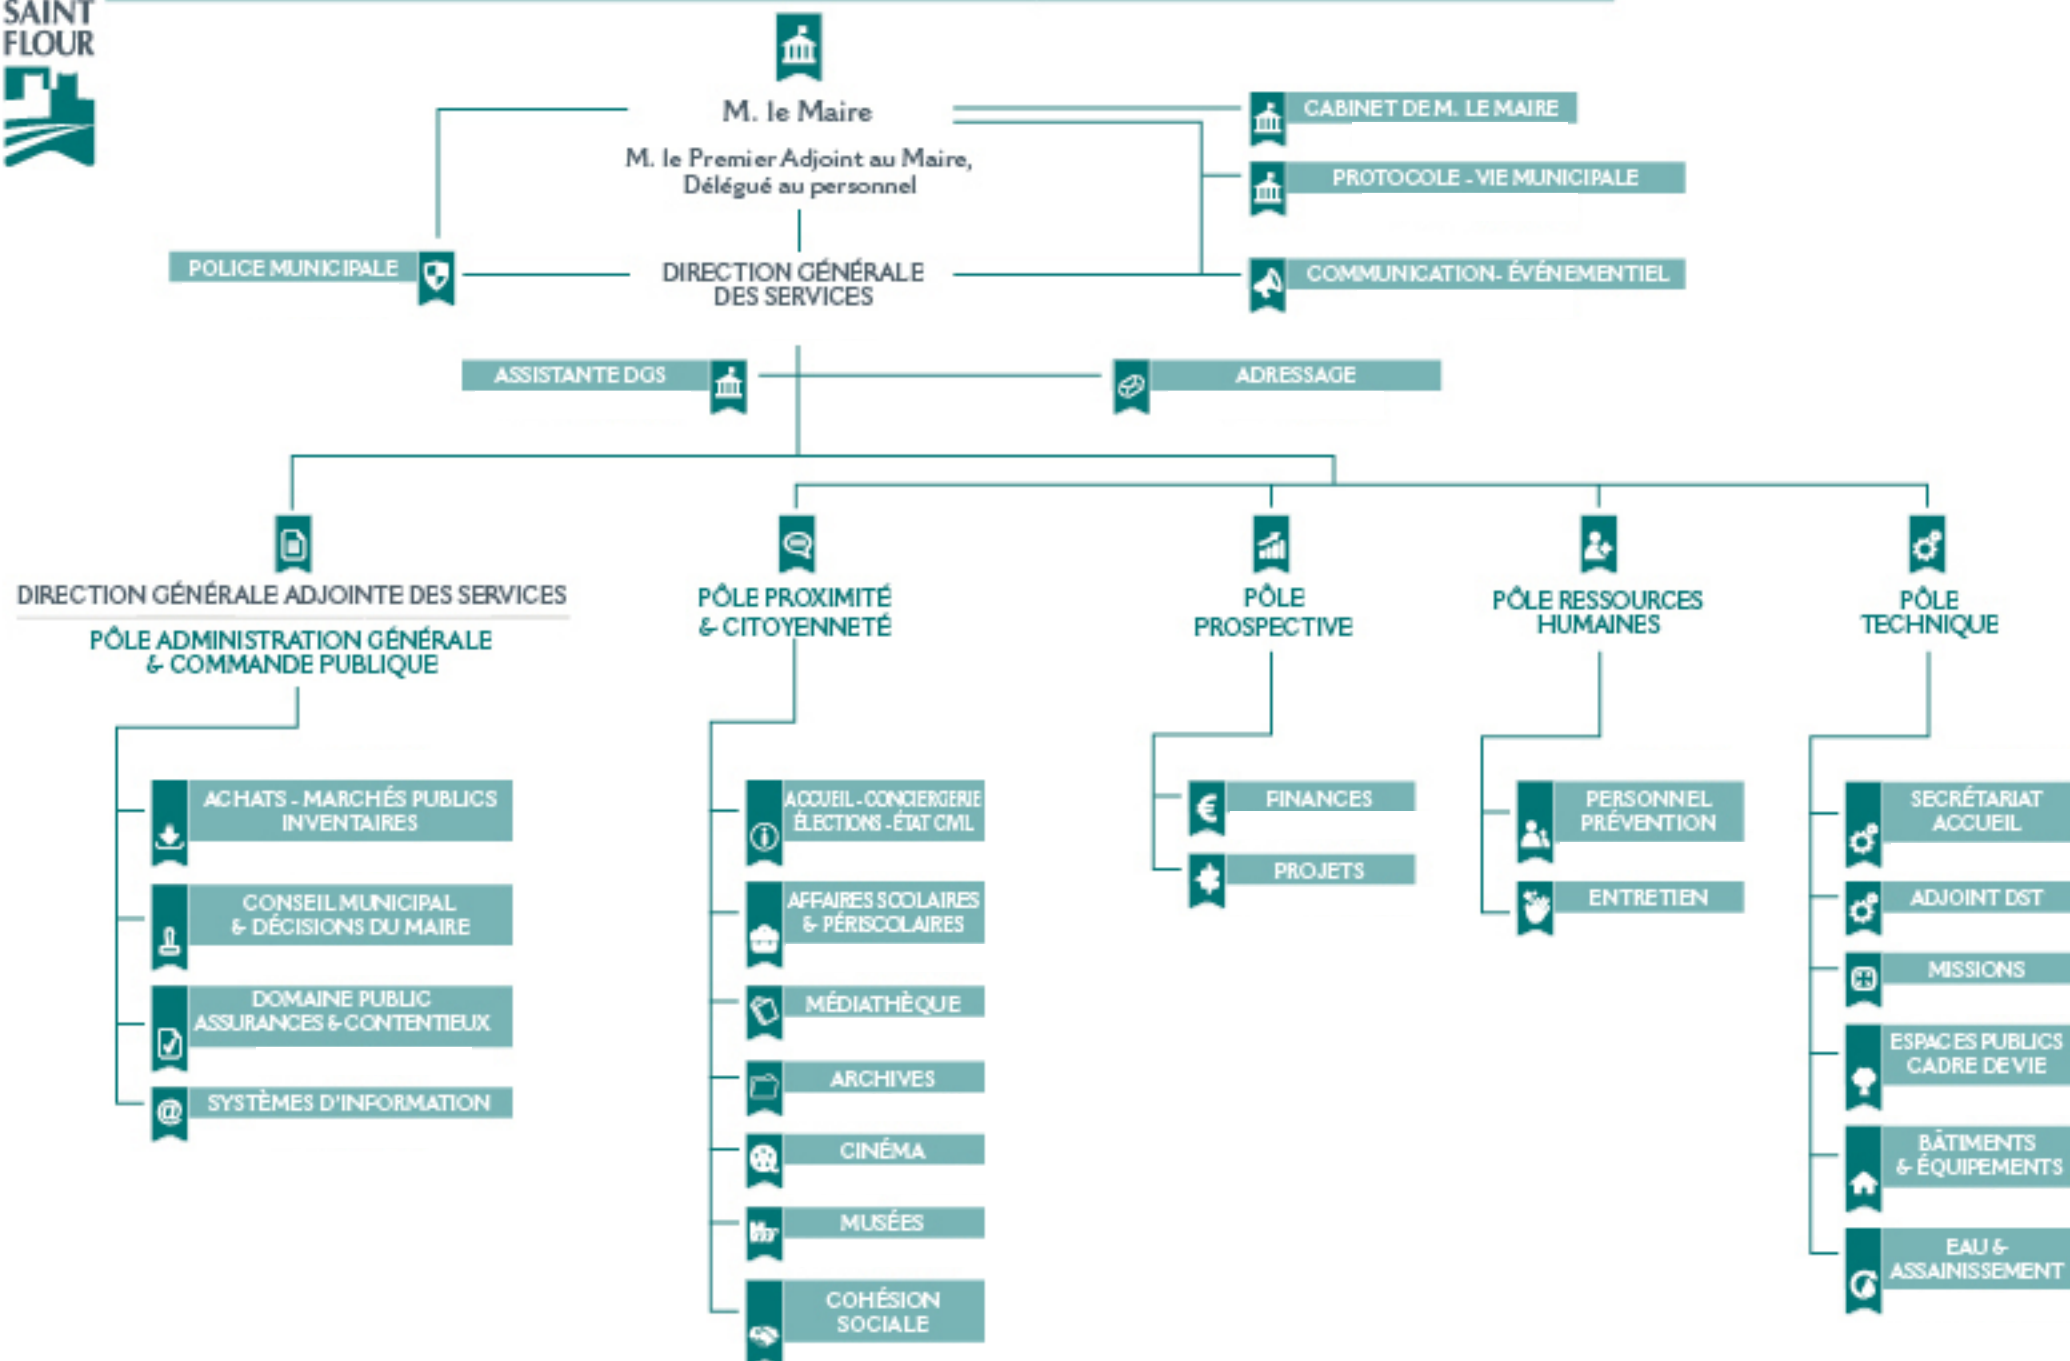 SAINT
FLOUR
M. le Maire
M. le Premier Adjoint au Maire,
Délégué au personnel
CABINET DE M. LE MAIRE
PROTOCOLE - VIE MUNICIPALE
POLICE MUNICIPALE
DIRECTION GÉNÉRALE
DES SERVICES
COMMUNICATION- ÉVÉNEMENTIEL
ASSISTANTE DGS
ADRESSAGE
DIRECTION GÉNÉRALE ADJOINTE DES SERVICES
PÔLE ADMINISTRATION GÉNÉRALE
& COMMANDE PUBLIQUE
ACHATS - MARCHÉS PUBLICS
INVENTAIRES
CONSEIL MUNICIPAL
& DÉCISIONS DU MAIRE
DOMAINE PUBLIC
ASSURANCES & CONTENTIEUX
@
SYSTÈMES D'INFORMATION
PÔLE PROXIMITÉ
& CITOYENNETÉ
ACCUEIL - CONCIERGERIE
ÉLECTIONS - ÉTAT CIVIL
AFFAIRES SCOLAIRES
& PÉRISCOLAIRES
MÉDIATHÈQUE
ARCHIVES
CINÉMA
MUSÉES
COHÉSION
SOCIALE
PÔLE
PROSPECTIVE
€
FINANCES
PROJETS
PÔLE RESSOURCES
HUMAINES
PERSONNEL
PRÉVENTION
ENTRETIEN
PÔLE
TECHNIQUE
SECRÉTARIAT
ACCUEIL
ADJOINT DST
MISSIONS
ESPACES PUBLICS
CADRE DE VIE
BÂTIMENTS
& ÉQUIPEMENTS
EAU &
ASSAINISSEMENT